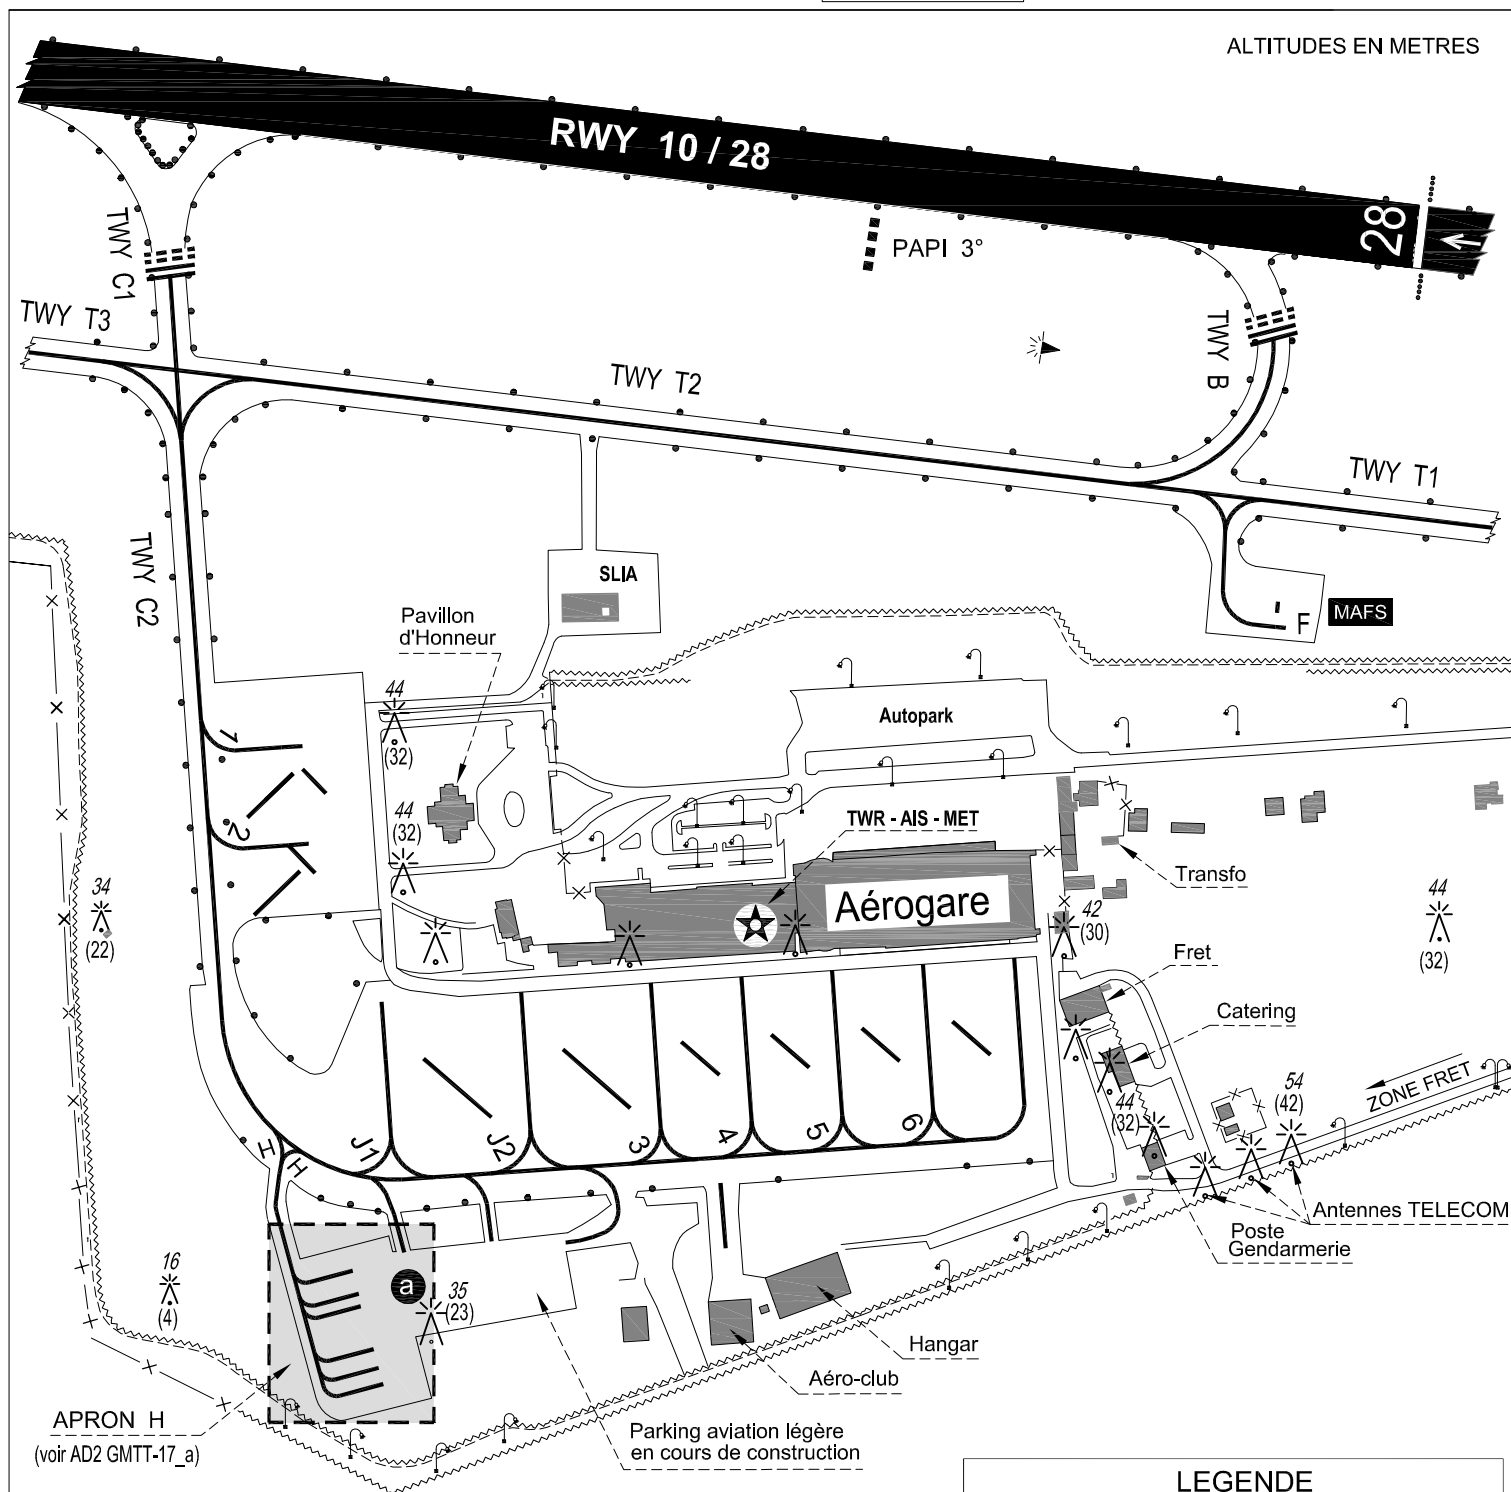 ALTITUDES EN METRES
RWY 10 / 28
28
PAPI 3°
TWY C1
TWY T3
TWY T2
TWY B
TWY T1
TWY C2
SLIA
F
MAFS
Pavillon
d'Honneur
44
(32)
Autopark
1
2
44
(32)
TWR - AIS - MET
Transfo
Aérogare
34
(22)
42
(30)
44
(32)
Fret
Catering
ZONE FRET
54
(42)
44
(32)
H
H
J1
J2
3
4
5
6
Antennes TELECOM
Poste
Gendarmerie
16
(4)
a
35
(23)
Hangar
Aéro-club
APRON H
(voir AD2 GMTT-17_a)
Parking aviation légère
en cours de construction
LEGENDE